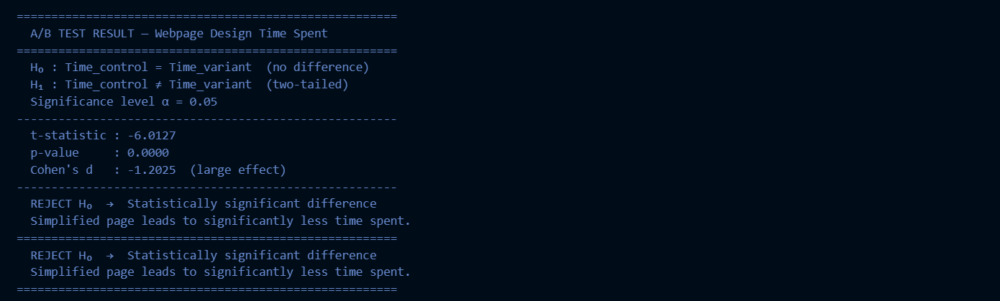 =======================================================
A/B TEST RESULT — Webpage Design Time Spent
=======================================================
H₀ : Time_control = Time_variant  (no difference)
H₁ : Time_control ≠ Time_variant  (two-tailed)
Significance level α = 0.05
-------------------------------------------------------
t-statistic : -6.0127
p-value     : 0.0000
Cohen's d   : -1.2025  (large effect)
-------------------------------------------------------
REJECT H₀  →  Statistically significant difference
Simplified page leads to significantly less time spent.
=======================================================
REJECT H₀  →  Statistically significant difference
Simplified page leads to significantly less time spent.
=======================================================